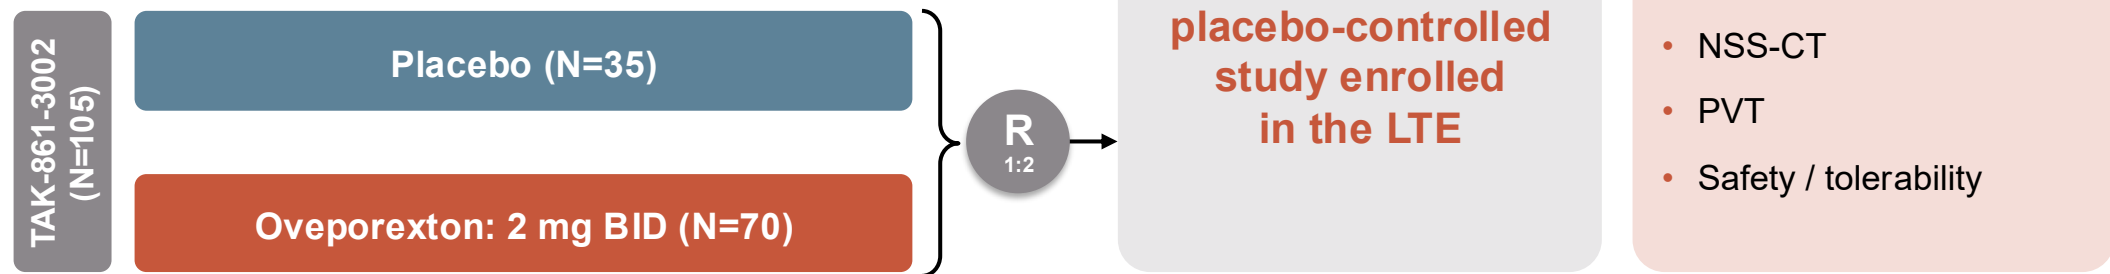 TAK-861-3002
(N=105)
Placebo (N=35)
Oveporexton: 2 mg BID (N=70)
R
1:2
placebo-controlled
study enrolled
in the LTE
• NSS-CT
• PVT
• Safety / tolerability